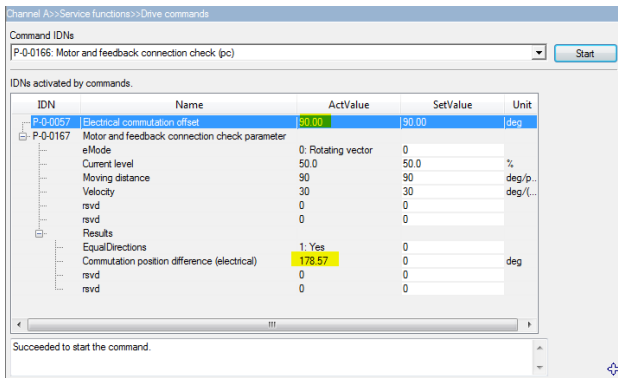 Channel A>>Service functions>>Drive commands
Command IDNs
P-0-0166: Motor and feedback connection check (pc) Start
IDNs activated by commands.
IDN Name ActValue SetValue Unit
P-0-0057 Electrical commutation offset 90.00 90.00 deg
P-0-0167 Motor and feedback connection check parameter
eMode 0: Rotating vector 0
Current level 50.0 50.0 %
Moving distance 90 90 deg/p..
Velocity 30 30 deg/(...
rsvd 0 0
rsvd 0 0
Results
EqualDirections 1: Yes 0
Commutation position difference (electrical) 178.57 0 deg
rsvd 0 0
rsvd 0 0
Succeeded to start the command.